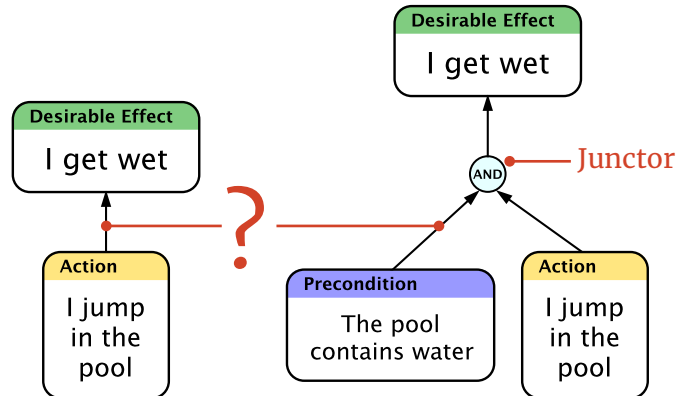 Desirable Effect
I get wet
Desirable Effect
I get wet
AND
Junctor
?
Action
I jump
in the
pool
Precondition
The pool
contains water
Action
I jump
in the
pool